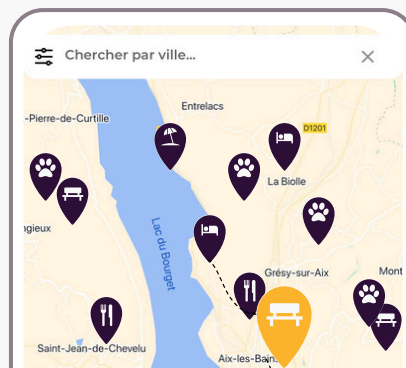 Chercher par ville...
Entrelacs
-Pierre-de-Curtille
D1201
La Biolle
ngieux
Lac du Bourget
Grésy-sur-Aix
Mont
Saint-Jean-de-Chevelu
Aix-les-Bains